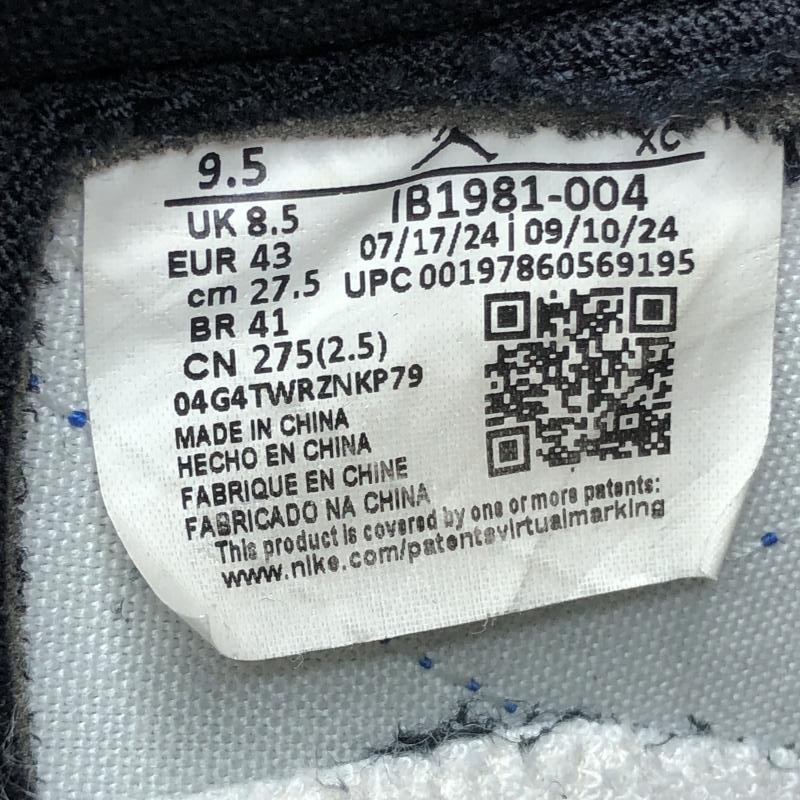 9.5
XC
UK 8.5
EUR 43
cm 27.5
BR 41
CN 275(2.5)
04G4TWRZNKP79
IB1981-004
07/17/24 | 09/10/24
UPC 00197860569195
MADE IN CHINA
HECHO EN CHINA
FABRIQUE EN CHINE
FABRICADO NA CHINA
This product is covered by one or more patents:
www.nike.com/patentsvirtualmarking